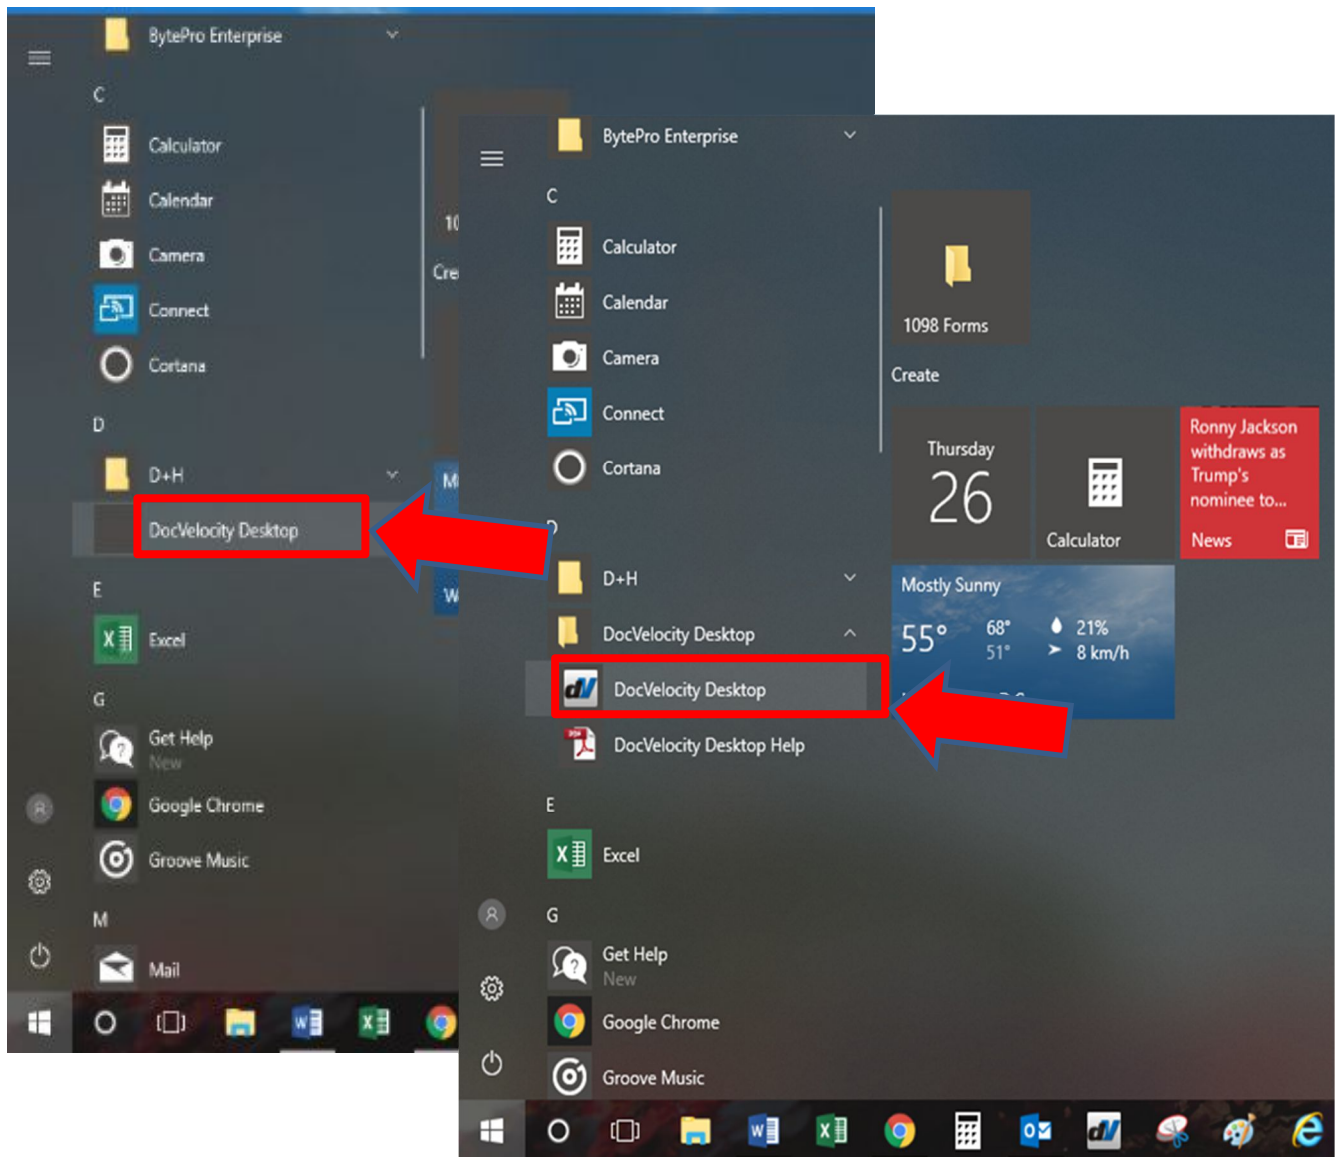 BytePro Enterprise
C
Calculator
Calendar
Camera
Connect
Cortana
D
D+H
DocVelocity Desktop
E
Excel
G
Get Help
New
Google Chrome
Groove Music
M
Mail
10
Cre
M
W
BytePro Enterprise
C
Calculator
Calendar
Camera
Connect
Cortana
D+H
DocVelocity Desktop
DocVelocity Desktop
DocVelocity Desktop Help
E
Excel
G
Get Help
New
Google Chrome
Groove Music
1098 Forms
Create
Thursday
26
Calculator
Ronny Jackson
withdraws as
Trump's
nominee to...
News
Mostly Sunny
55°
68°
51°
21%
8 km/h